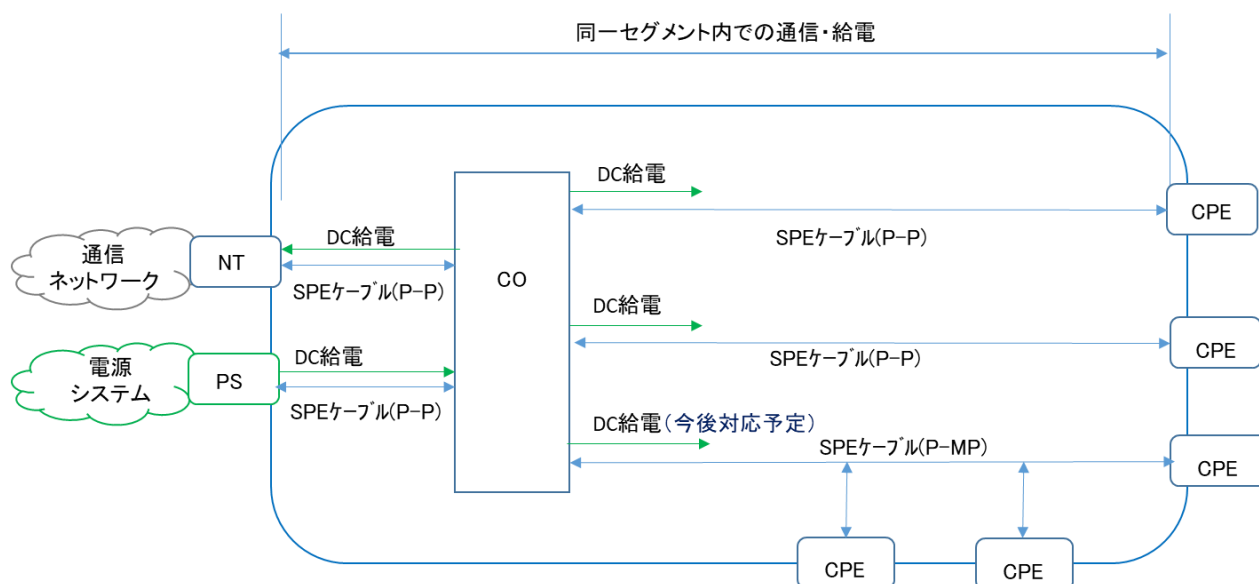 同一セグメント内での通信・給電
DC給電
CPE
SPEｹｰﾌﾞﾙ(P-P)
通信
ネットワーク
NT
DC給電
SPEｹｰﾌﾞﾙ(P-P)
CO
DC給電
SPEｹｰﾌﾞﾙ(P-P)
CPE
電源
システム
PS
DC給電
SPEｹｰﾌﾞﾙ(P-P)
DC給電(今後対応予定)
SPEｹｰﾌﾞﾙ(P-MP)
CPE
CPE
CPE